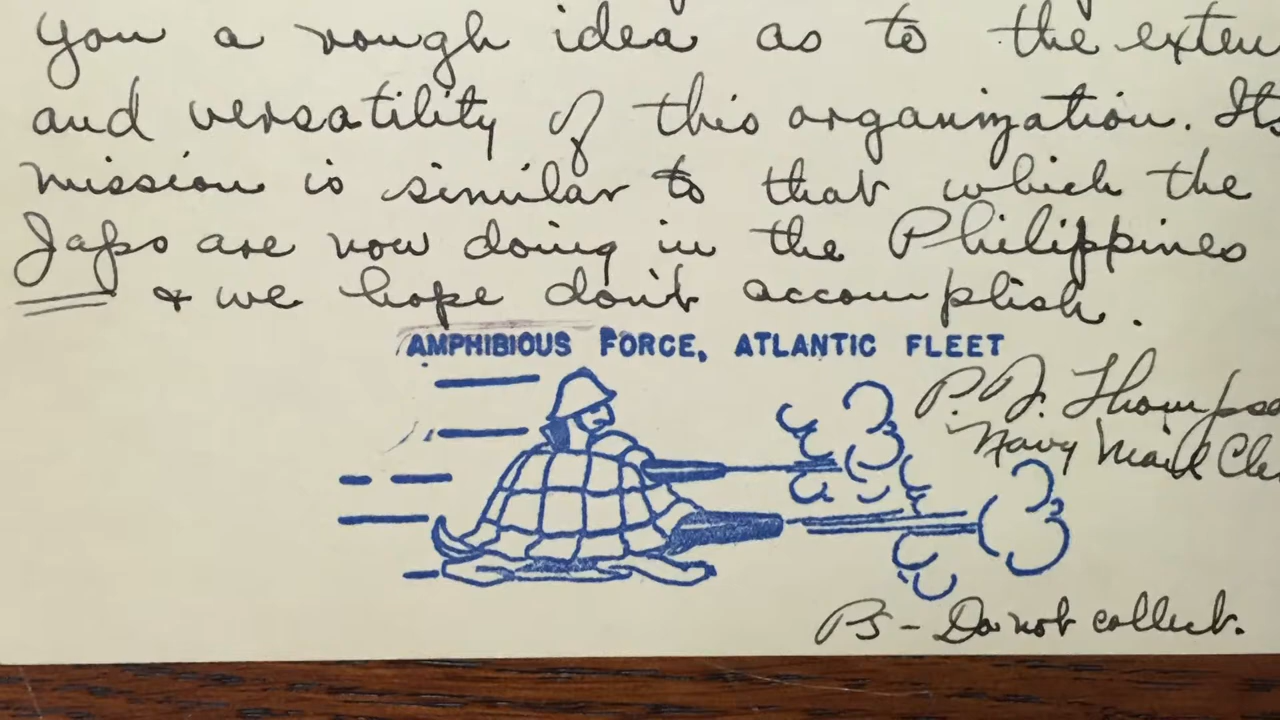 you a rough idea as to the exten
and versatility of this organization. Its
mission is similar to that which the
Japs are now doing in the Philippines
& we hope don't accomplish.
AMPHIBIOUS FORCE, ATLANTIC FLEET
P. J. Thompso
Navy Mail Cle
PS - Do not collect.